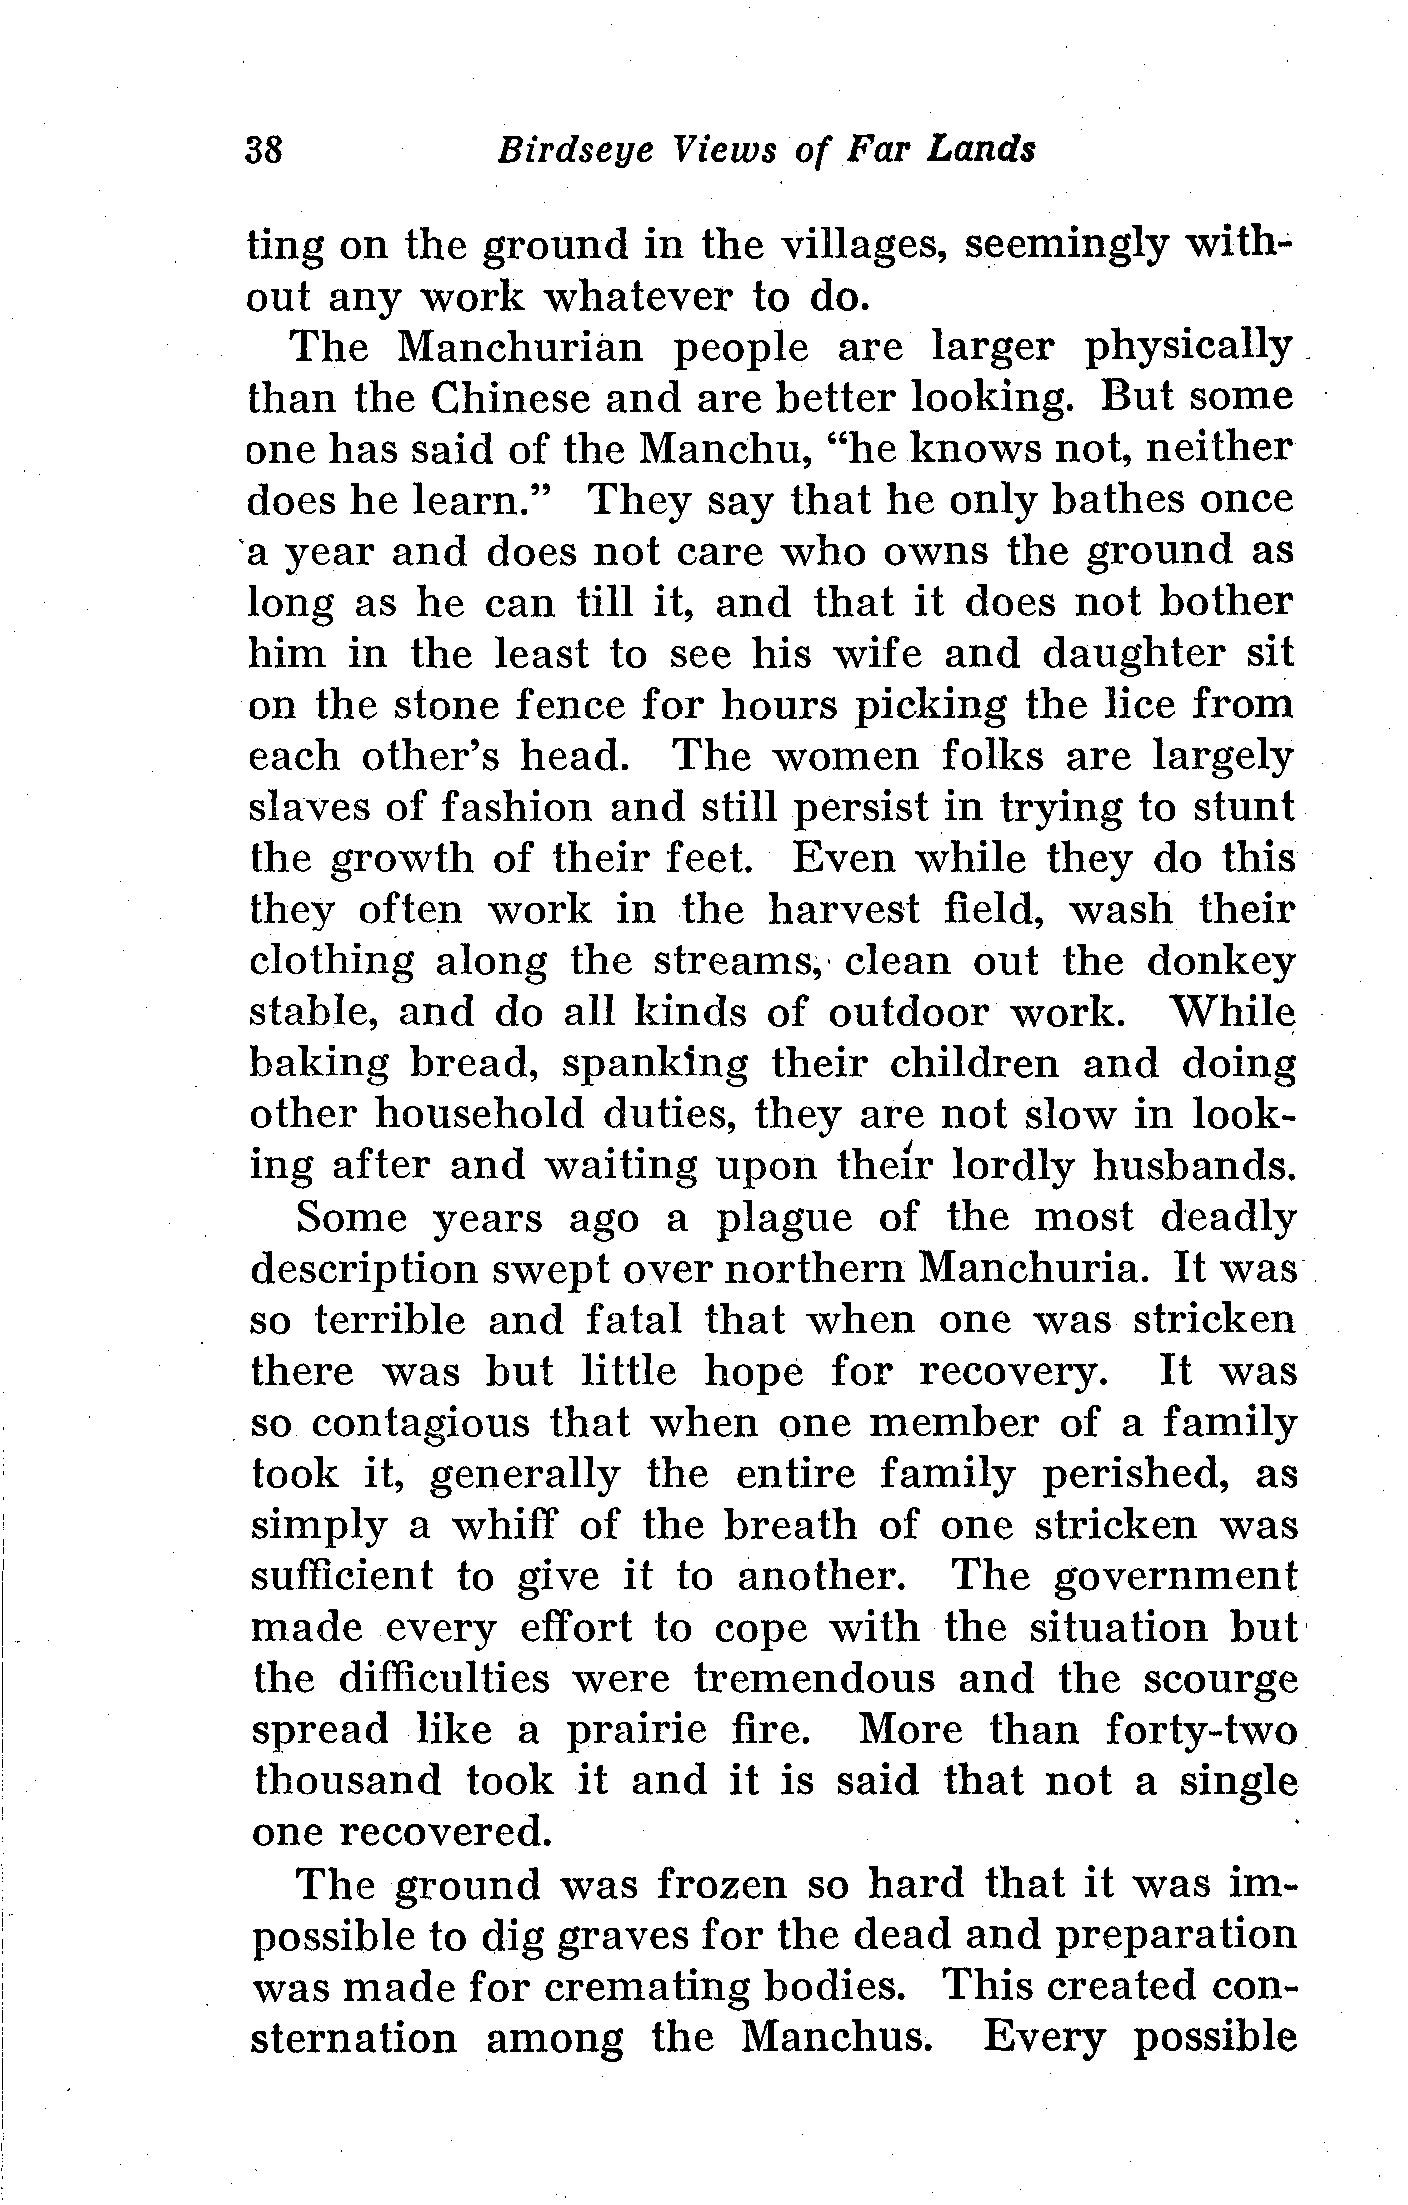 38 Birdseye Views of Far Lands
ting on the ground in the villages, seemingly with-
out any work whatever to do.
The Manchurian people are larger physically
than the Chinese and are better looking. But some
one has said of the Manchu, “he knows not, neither
does he learn.” They say that he only bathes once
a year and does not care who owns the ground as
long as he can till it, and that it does not bother
him in the least to see his wife and daughter sit
on the stone fence for hours picking the lice from
each other’s head. The women folks are largely
slaves of fashion and still persist in trying to stunt
the growth of their feet. Even while they do this
they often work in the harvest field, wash their
clothing along the streams, clean out the donkey
stable, and do all kinds of outdoor work. While
baking bread, spanking their children and doing
other household duties, they are not slow in look-
ing after and waiting upon their lordly husbands.
Some years ago a plague of the most deadly
description swept over northern Manchuria. It was
so terrible and fatal that when one was stricken
there was but little hope for recovery. It was
so contagious that when one member of a family
took it, generally the entire family perished, as
simply a whiff of the breath of one stricken was
sufficient to give it to another. The government
made every effort to cope with the situation but
the difficulties were tremendous and the scourge
spread like a prairie fire. More than forty-two
thousand took it and it is said that not a single
one recovered.
The ground was frozen so hard that it was im-
possible to dig graves for the dead and preparation
was made for cremating bodies. This created con-
sternation among the Manchus. Every possible